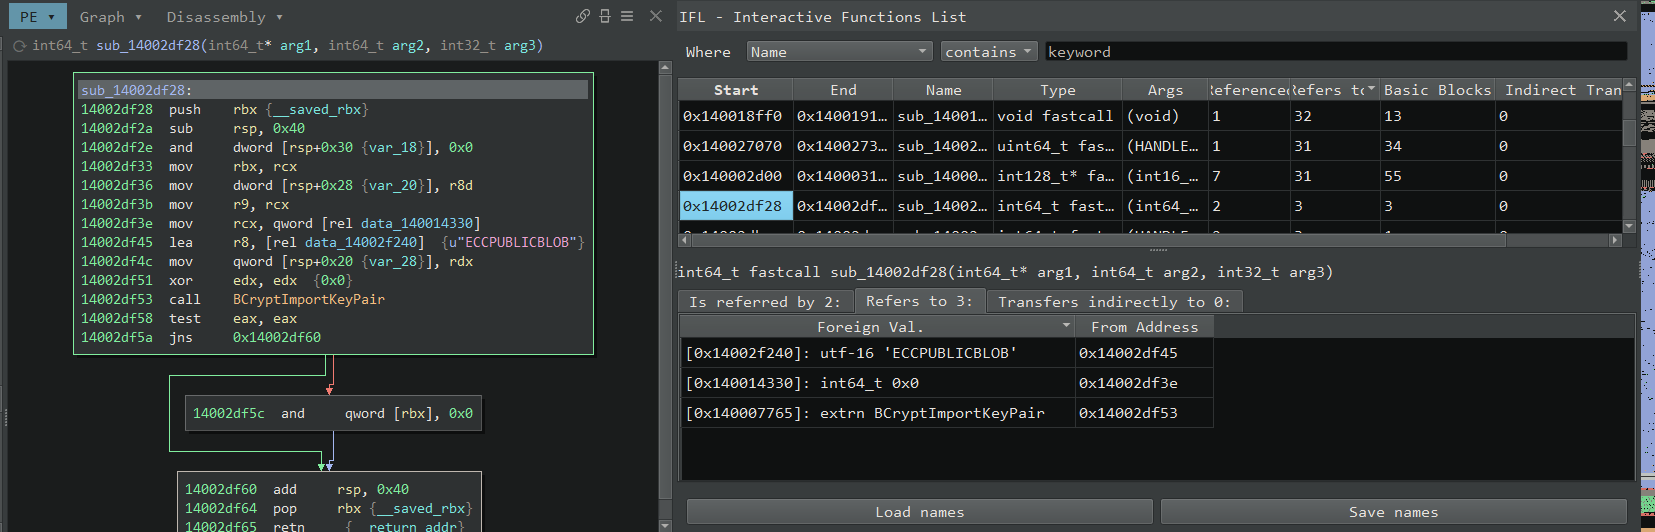 PE ▾ Graph ▾ Disassembly ▾
int64_t sub_14002df28(int64_t* arg1, int64_t arg2, int32_t arg3)
sub_14002df28:
14002df28 push rbx {__saved_rbx}
14002df2a sub rsp, 0x40
14002df2e and dword [rsp+0x30 {var_18}], 0x0
14002df33 mov rbx, rcx
14002df36 mov dword [rsp+0x28 {var_20}], r8d
14002df3b mov r9, rcx
14002df3e mov rcx, qword [rel data_140014330]
14002df45 lea r8, [rel data_14002f240] {u"ECCPUBLICBLOB"}
14002df4c mov qword [rsp+0x20 {var_28}], rdx
14002df51 xor edx, edx {0x0}
14002df53 call BCryptImportKeyPair
14002df58 test eax, eax
14002df5a jns 0x14002df60
14002df5c and qword [rbx], 0x0
14002df60 add rsp, 0x40
14002df64 pop rbx {__saved_rbx}
14002df65 retn {__return_addr}
IFL - Interactive Functions List
Where Name contains keyword
Start End Name Type Args Referenced Refers to Basic Blocks Indirect Tran
0x140018ff0 0x1400191… sub_14001… void fastcall (void) 1 32 13 0
0x140027070 0x1400273… sub_14002… uint64_t fas… (HANDLE… 1 31 34 0
0x140002d00 0x1400031… sub_14000… int128_t* fa… (int16_… 7 31 55 0
0x14002df28 0x14002df… sub_14002… int64_t fast… (int64_… 2 3 3 0
int64_t fastcall sub_14002df28(int64_t* arg1, int64_t arg2, int32_t arg3)
Is referred by 2: Refers to 3: Transfers indirectly to 0:
Foreign Val. From Address
[0x14002f240]: utf-16 'ECCPUBLICBLOB' 0x14002df45
[0x140014330]: int64_t 0x0 0x14002df3e
[0x140007765]: extrn BCryptImportKeyPair 0x14002df53
Load names Save names